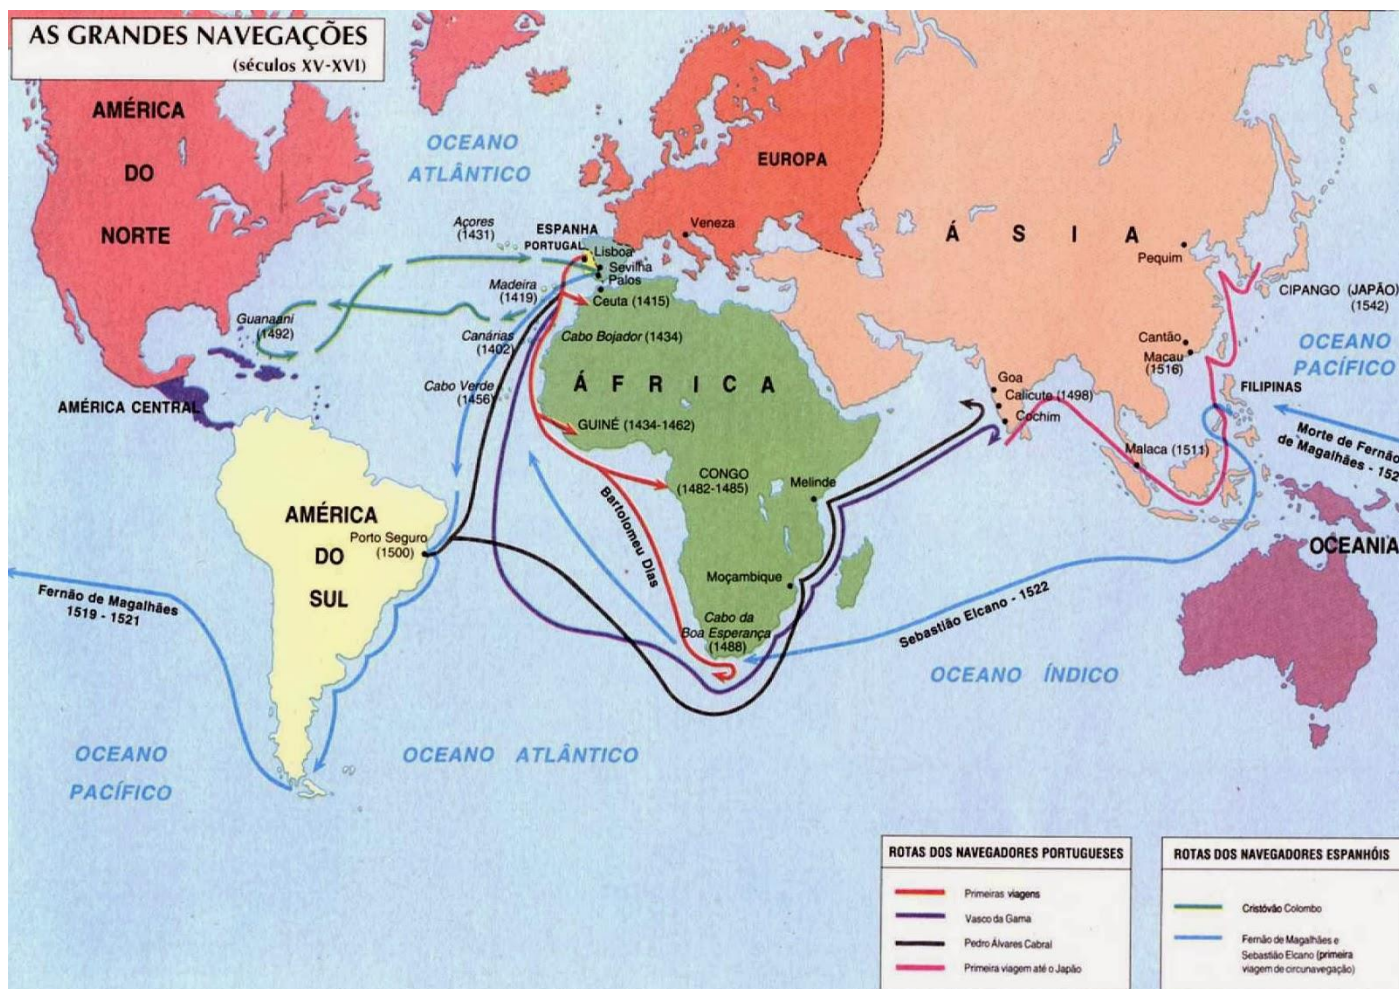 AS GRANDES NAVEGAÇÕES
(séculos XV-XVI)
AMÉRICA
DO
NORTE
OCEANO
ATLÂNTICO
EUROPA
Á S I A
Açores
(1431)
ESPANHA
PORTUGAL
Lisboa
Sevilha
Palos
Veneza
Pequim
Madeira
(1419)
Ceuta (1415)
CIPANGO (JAPÃO)
(1542)
Guanaani
(1492)
Canárias
(1402)
Cabo Bojador (1434)
Cantão
Macau
(1516)
OCEANO
PACÍFICO
Cabo Verde
(1456)
ÁFRICA
Goa
Calicute (1498)
Cochim
FILIPINAS
AMÉRICA CENTRAL
GUINÉ (1434-1462)
Malaca (1511)
Morte de Fernão
de Magalhães - 152
CONGO
(1482-1485)
Melinde
Bartolomeu Dias
AMÉRICA
DO
SUL
Porto Seguro
(1500)
OCEANIA
Moçambique
Fernão de Magalhães
1519 - 1521
Cabo da
Boa Esperança
(1488)
Sebastião Elcano - 1522
OCEANO ÍNDICO
OCEANO
PACÍFICO
OCEANO ATLÂNTICO
ROTAS DOS NAVEGADORES PORTUGUESES
Primeiras viagens
Vasco da Gama
Pedro Álvares Cabral
Primeira viagem até o Japão
ROTAS DOS NAVEGADORES ESPANHÓIS
Cristóvão Colombo
Fernão de Magalhães e
Sebastião Elcano (primeira
viagem de circunavegação)